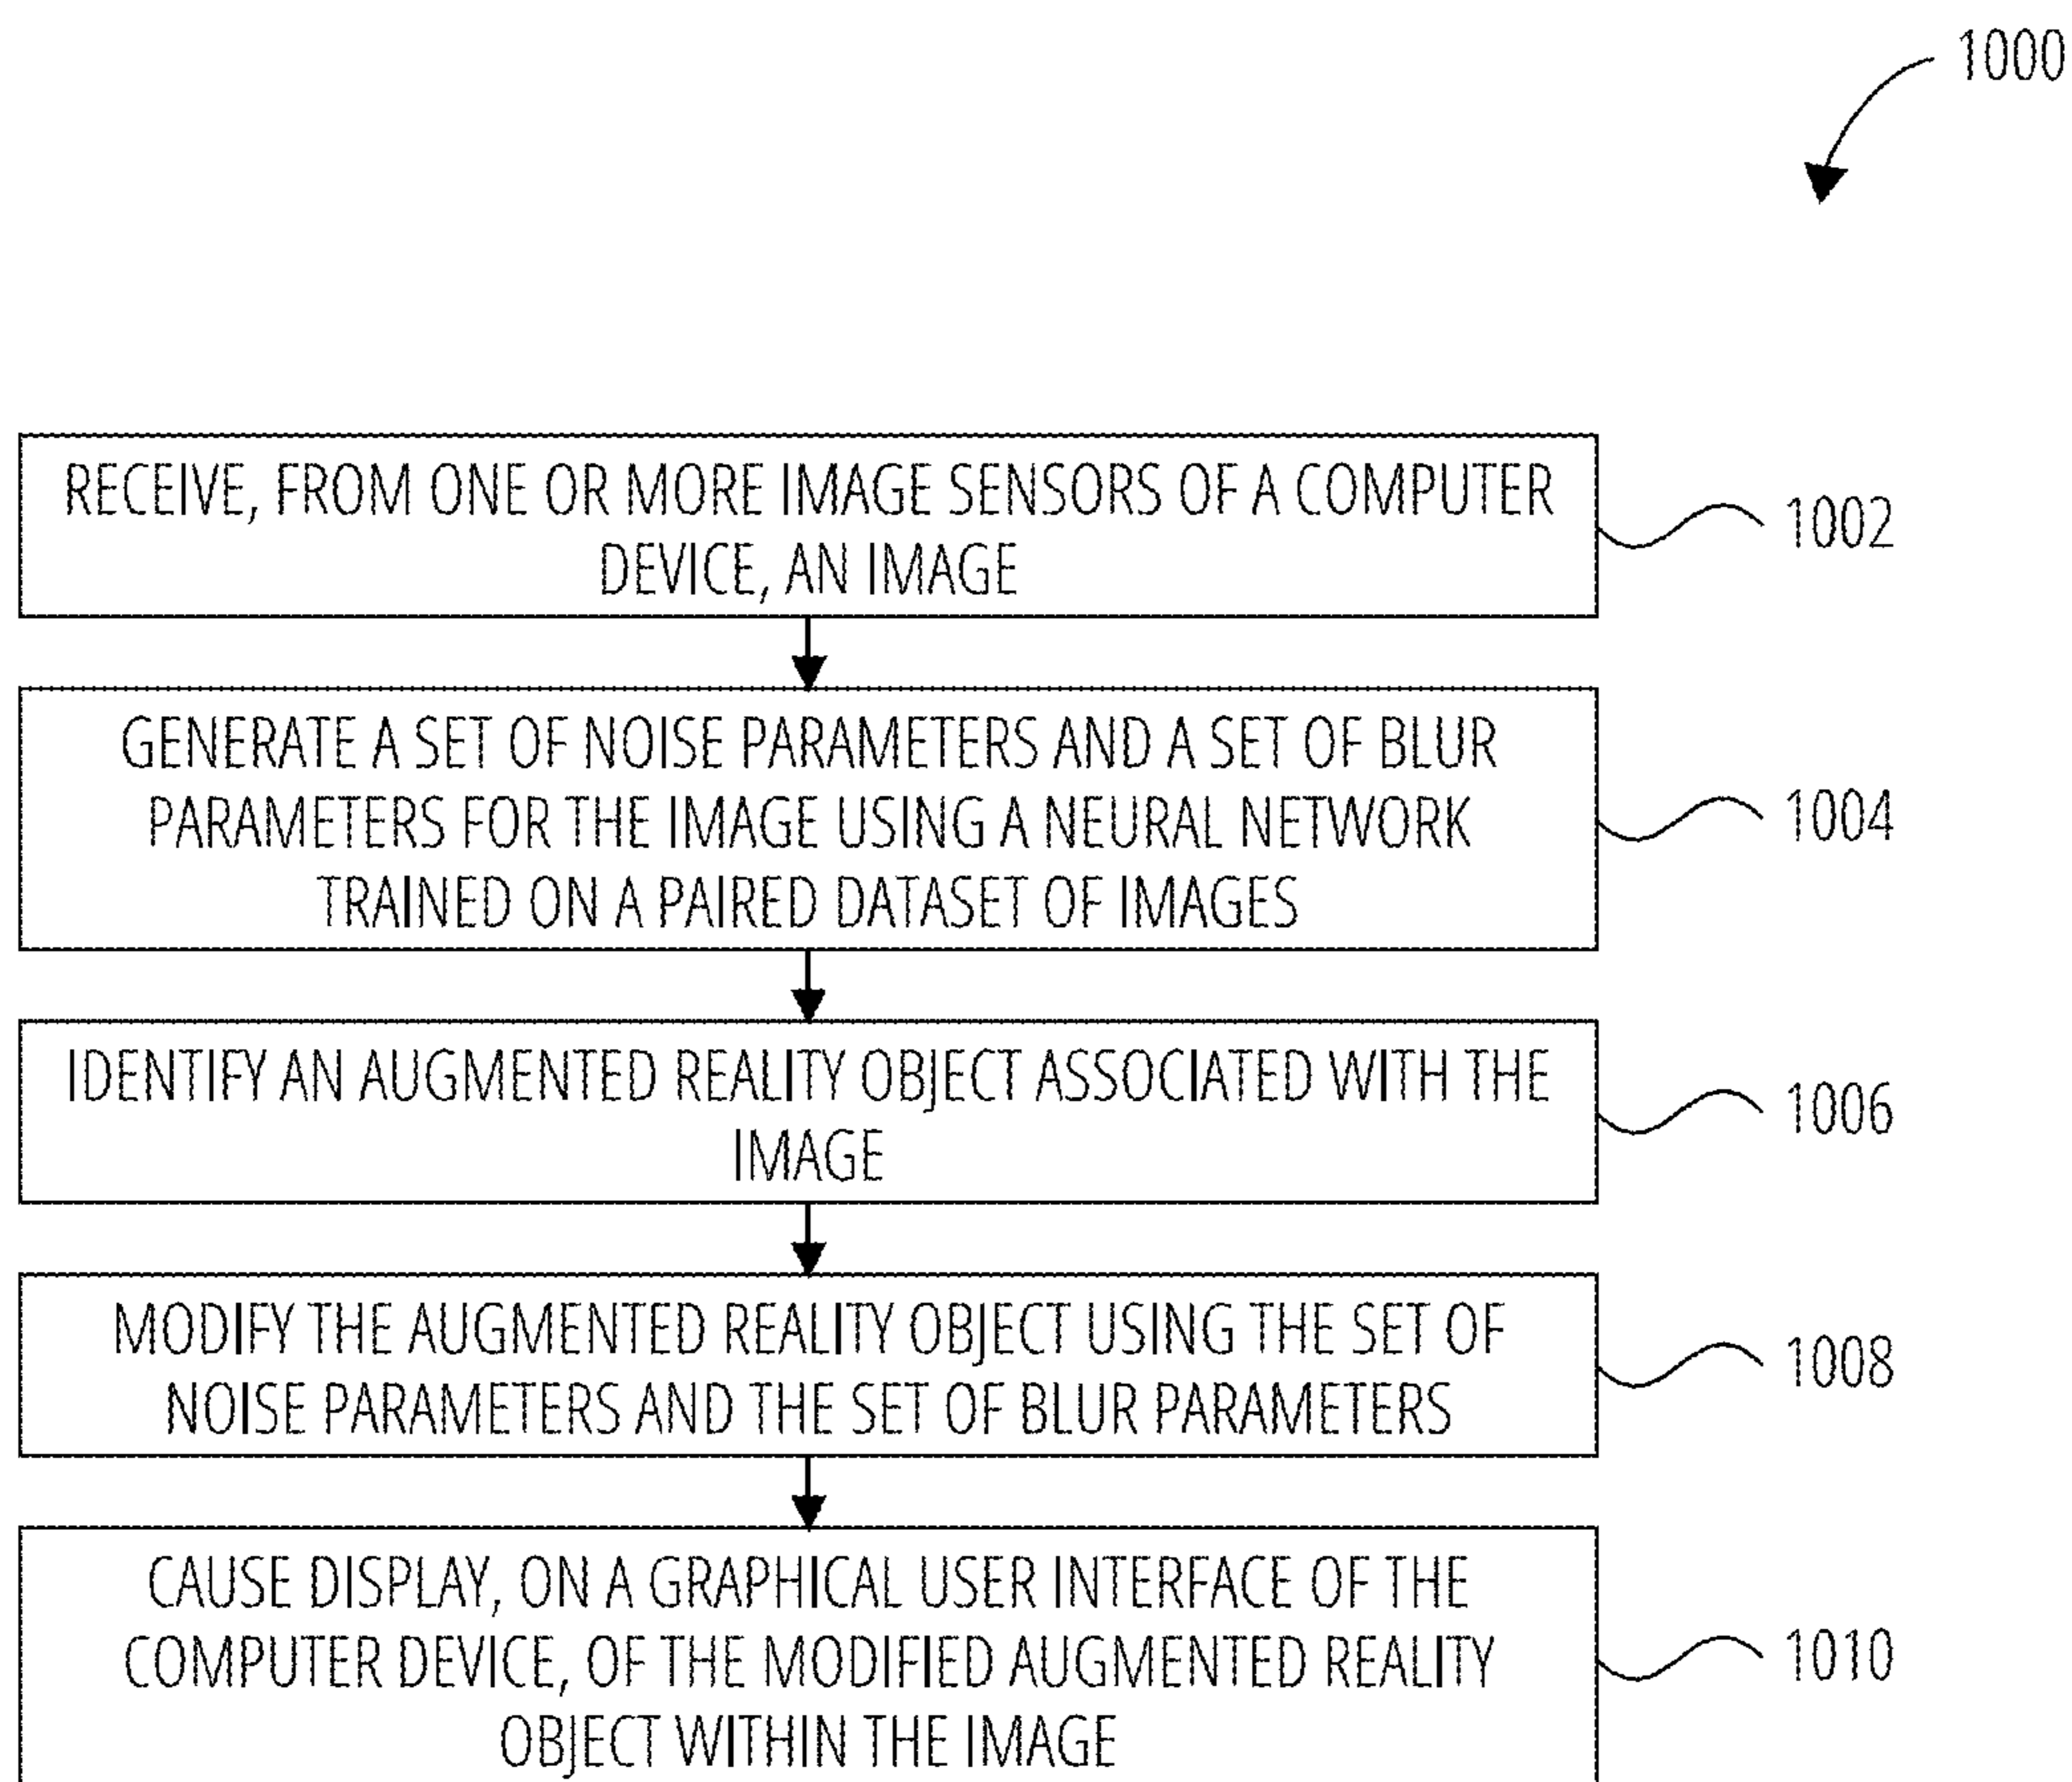 1000
RECEIVE, FROM ONE OR MORE IMAGE SENSORS OF A COMPUTER
DEVICE, AN IMAGE
1002
GENERATE A SET OF NOISE PARAMETERS AND A SET OF BLUR
PARAMETERS FOR THE IMAGE USING A NEURAL NETWORK
TRAINED ON A PAIRED DATASET OF IMAGES
1004
IDENTIFY AN AUGMENTED REALITY OBJECT ASSOCIATED WITH THE
IMAGE
1006
MODIFY THE AUGMENTED REALITY OBJECT USING THE SET OF
NOISE PARAMETERS AND THE SET OF BLUR PARAMETERS
1008
CAUSE DISPLAY, ON A GRAPHICAL USER INTERFACE OF THE
COMPUTER DEVICE, OF THE MODIFIED AUGMENTED REALITY
OBJECT WITHIN THE IMAGE
1010